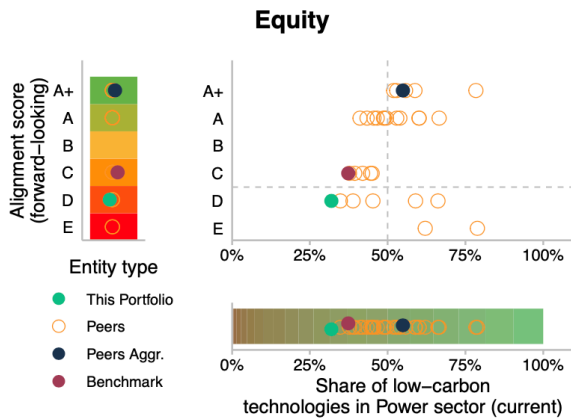 Equity
Alignment score
(forward–looking)
A+
A
B
C
D
E
A+
A
B
C
D
E
0% 25% 50% 75% 100%
Entity type
This Portfolio
Peers
Peers Aggr.
Benchmark
0% 25% 50% 75% 100%
Share of low–carbon
technologies in Power sector (current)